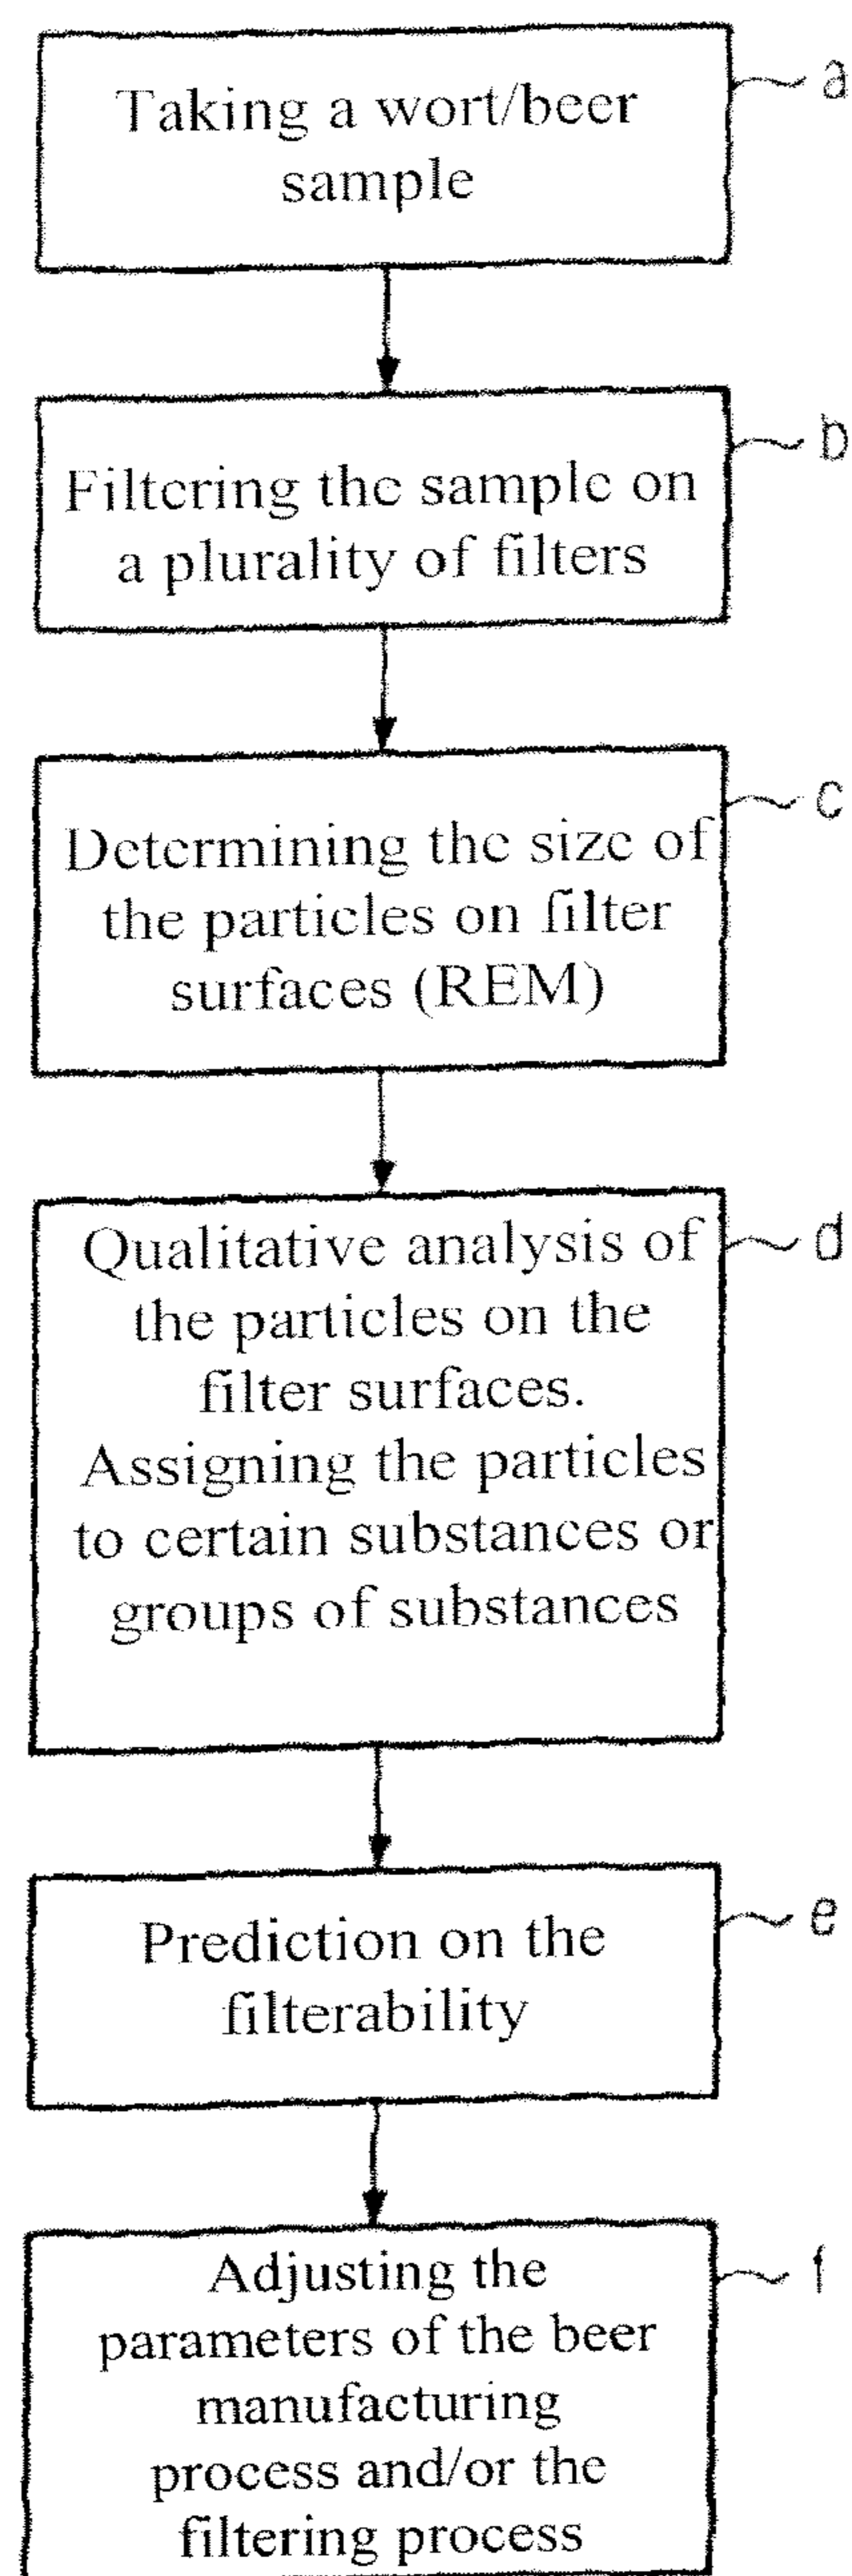 Taking a wort/beer
sample
a
Filtering the sample on
a plurality of filters
b
Determining the size of
the particles on filter
surfaces (REM)
c
Qualitative analysis of
the particles on the
filter surfaces.
Assigning the particles
to certain substances or
groups of substances
d
Prediction on the
filterability
e
Adjusting the
parameters of the beer
manufacturing
process and/or the
filtering process
f